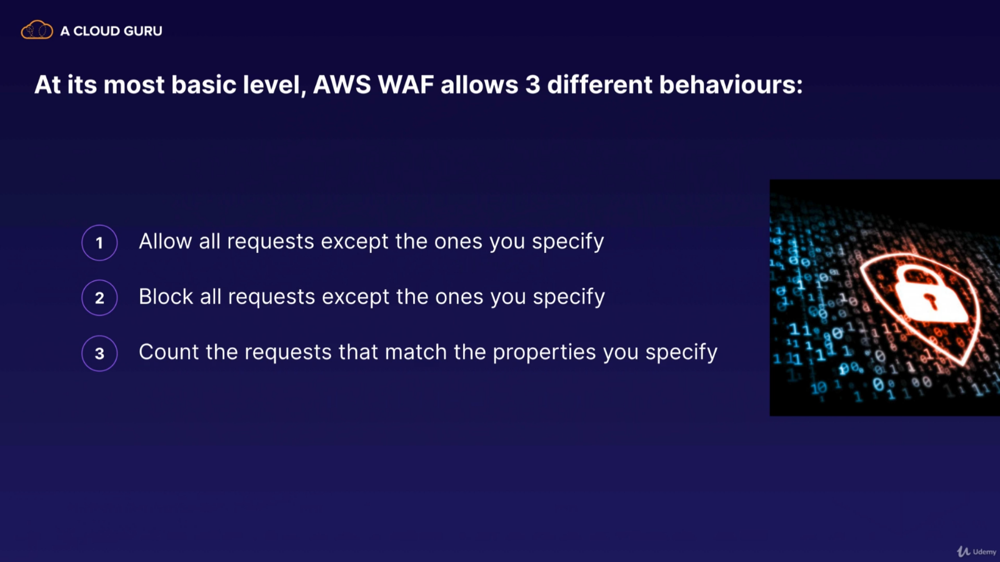 A CLOUD GURU
At its most basic level, AWS WAF allows 3 different behaviours:
1 Allow all requests except the ones you specify
2 Block all requests except the ones you specify
3 Count the requests that match the properties you specify
Udemy